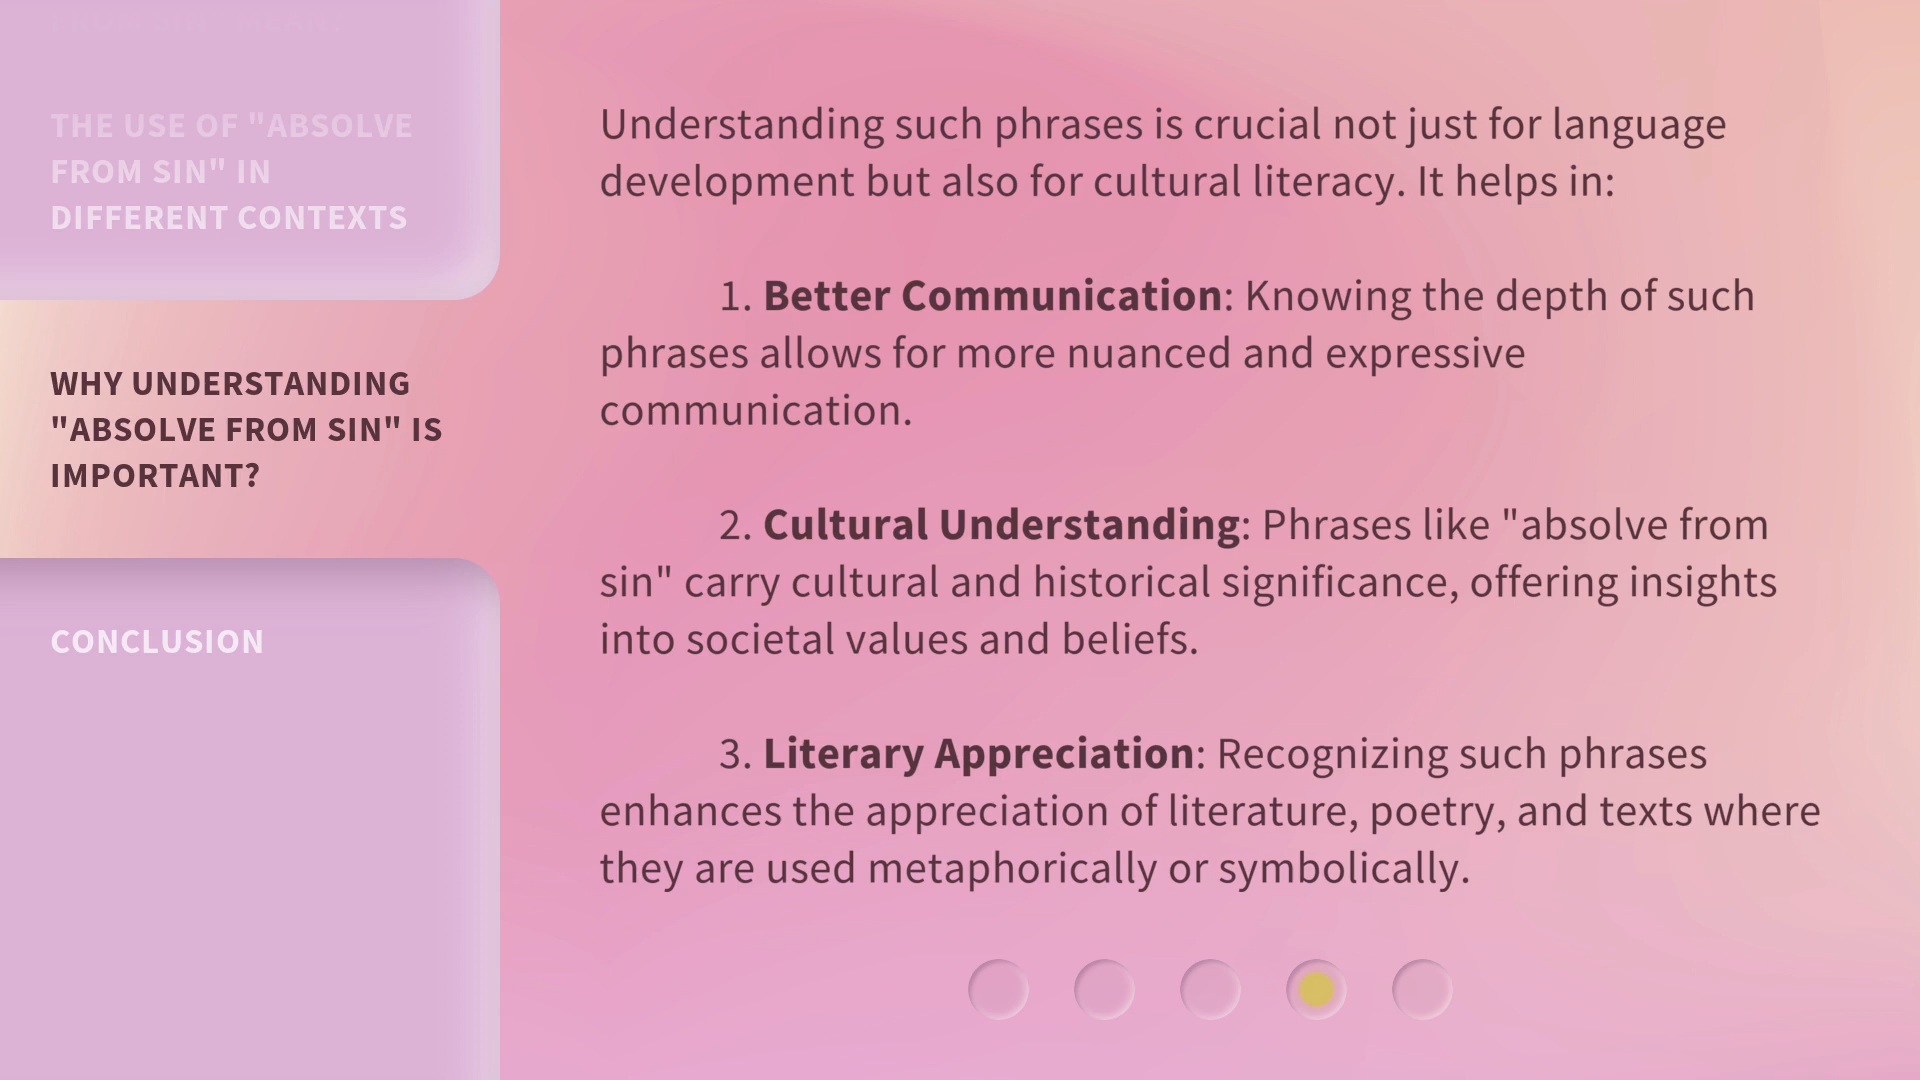 THE USE OF "ABSOLVE
FROM SIN" IN
DIFFERENT CONTEXTS
WHY UNDERSTANDING
"ABSOLVE FROM SIN" IS
IMPORTANT?
CONCLUSION
Understanding such phrases is crucial not just for language
development but also for cultural literacy. It helps in:
1. Better Communication: Knowing the depth of such
phrases allows for more nuanced and expressive
communication.
2. Cultural Understanding: Phrases like "absolve from
sin" carry cultural and historical significance, offering insights
into societal values and beliefs.
3. Literary Appreciation: Recognizing such phrases
enhances the appreciation of literature, poetry, and texts where
they are used metaphorically or symbolically.